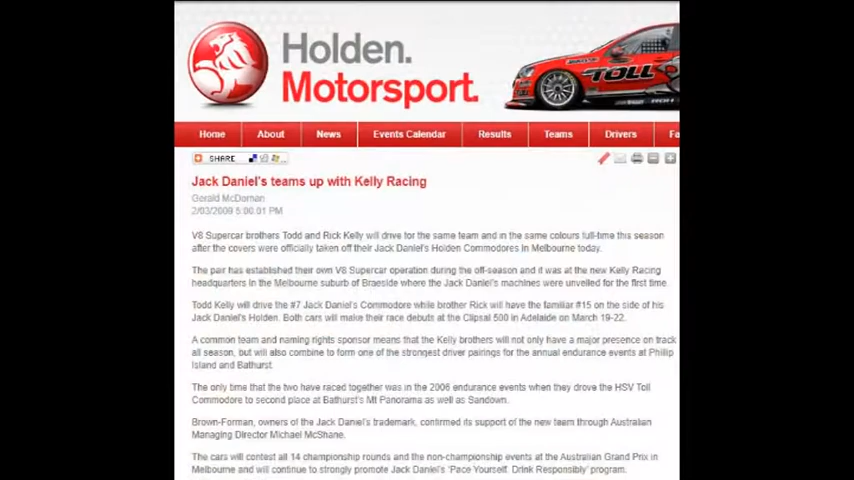 Holden.
Motorsport.
TOLL
Home About News Events Calendar Results Teams Drivers Fo
SHARE
Jack Daniel's teams up with Kelly Racing
Gerald McDornan
2/03/2009 5:00:01 PM
V8 Supercar brothers Todd and Rick Kelly will drive for the same team and in the same colours full-time this season
after the covers were officially taken off their Jack Daniel's Holden Commodores in Melbourne today.
The pair has established their own V8 Supercar operation during the off-season and it was at the new Kelly Racing
headquarters in the Melbourne suburb of Braeside where the Jack Daniel's machines were unveiled for the first time.
Todd Kelly will drive the #7 Jack Daniel's Commodore while brother Rick will have the familiar #15 on the side of his
Jack Daniel's Holden. Both cars will make their race debuts at the Clipsal 500 in Adelaide on March 19-22.
A common team and naming rights sponsor means that the Kelly brothers will not only have a major presence on track
all season, but will also combine to form one of the strongest driver pairings for the annual endurance events at Phillip
Island and Bathurst.
The only time that the two have raced together was in the 2006 endurance events when they drove the HSV Toll
Commodore to second place at Bathurst's Mt Panorama as well as Sandown.
Brown-Forman, owners of the Jack Daniel's trademark, confirmed its support of the new team through Australian
Managing Director Michael McShane.
The cars will contest all 14 championship rounds and the non-championship events at the Australian Grand Prix in
Melbourne and will continue to strongly promote Jack Daniel's 'Pace Yourself. Drink Responsibly' program.